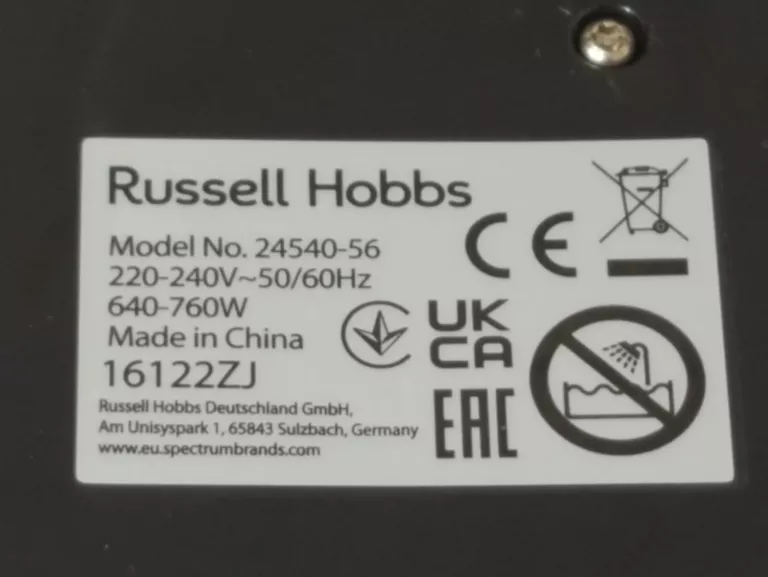 Russell Hobbs
Model No. 24540-56
220-240V~50/60Hz
640-760W
Made in China
16122ZJ
Russell Hobbs Deutschland GmbH,
Am Unisyspark 1, 65843 Sulzbach, Germany
www.eu.spectrumbrands.com
CE
UK
CA
EAC